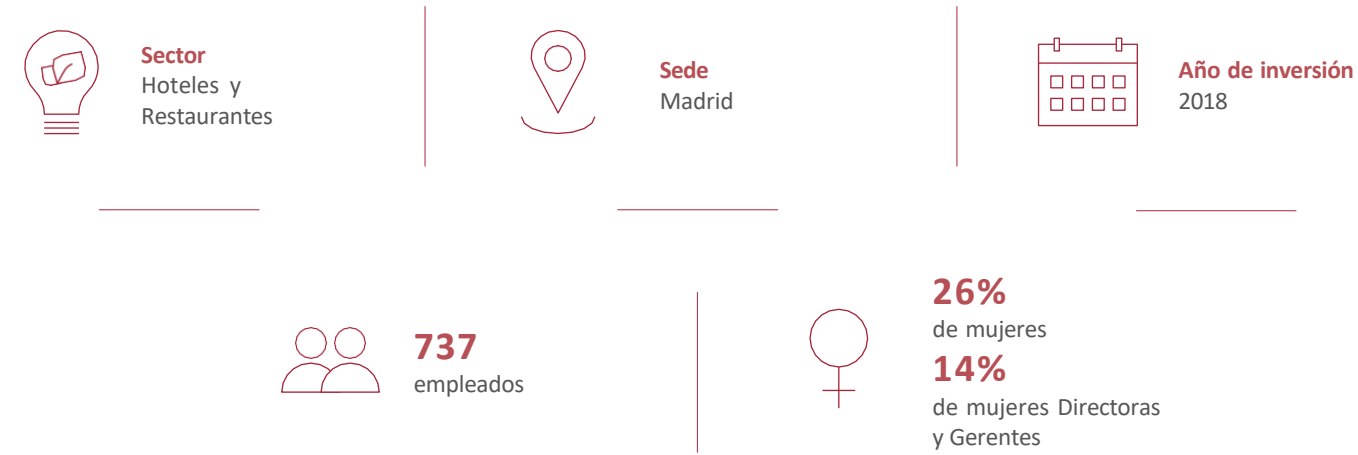 Sector
Hoteles y
Restaurantes
Sede
Madrid
Año de inversión
2018
737
empleados
26%
de mujeres
14%
de mujeres Directoras
y Gerentes